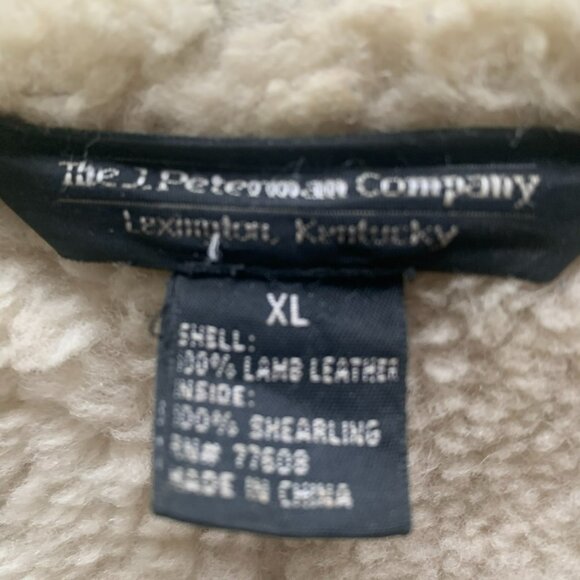 The J. Peterman Company
Lexington, Kentucky
XL
SHELL:
100% LAMB LEATHER
INSIDE:
100% SHEARLING
RN# 77608
MADE IN CHINA